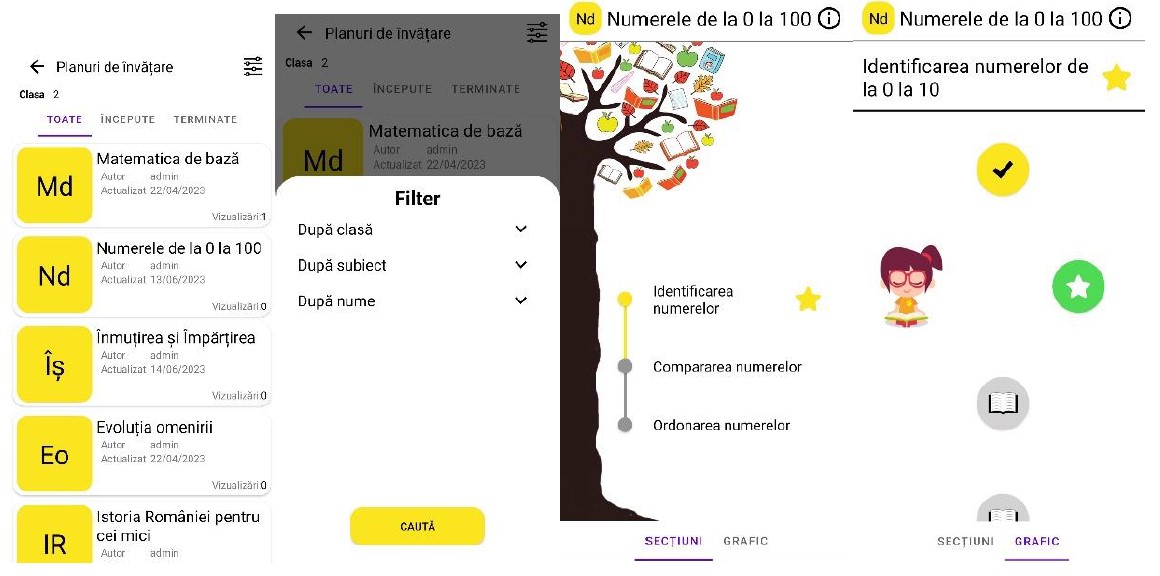 Planuri de învățare
Clasa 2
TOATE ÎNCEPUTE TERMINATE
Md
Matematica de bază
Autor admin
Actualizat 22/04/2023
Vizualizări:1
Nd
Numerele de la 0 la 100
Autor admin
Actualizat 13/06/2023
Vizualizări:0
Îș
Înmuțirea și Împărțirea
Autor admin
Actualizat 14/06/2023
Vizualizări:0
Eo
Evoluția omenirii
Autor admin
Actualizat 22/04/2023
Vizualizări:0
IR
Istoria României pentru
cei mici
Autor admin
Planuri de învățare
Clasa 2
TOATE ÎNCEPUTE TERMINATE
Md
Matematica de bază
Autor admin
Actualizat 22/04/2023
Filter
După clasă
După subiect
După nume
CAUTĂ
Nd Numerele de la 0 la 100
Identificarea
numerelor
Compararea numerelor
Ordonarea numerelor
SECȚIUNI GRAFIC
Nd Numerele de la 0 la 100
Identificarea numerelor de
la 0 la 10
SECȚIUNI GRAFIC